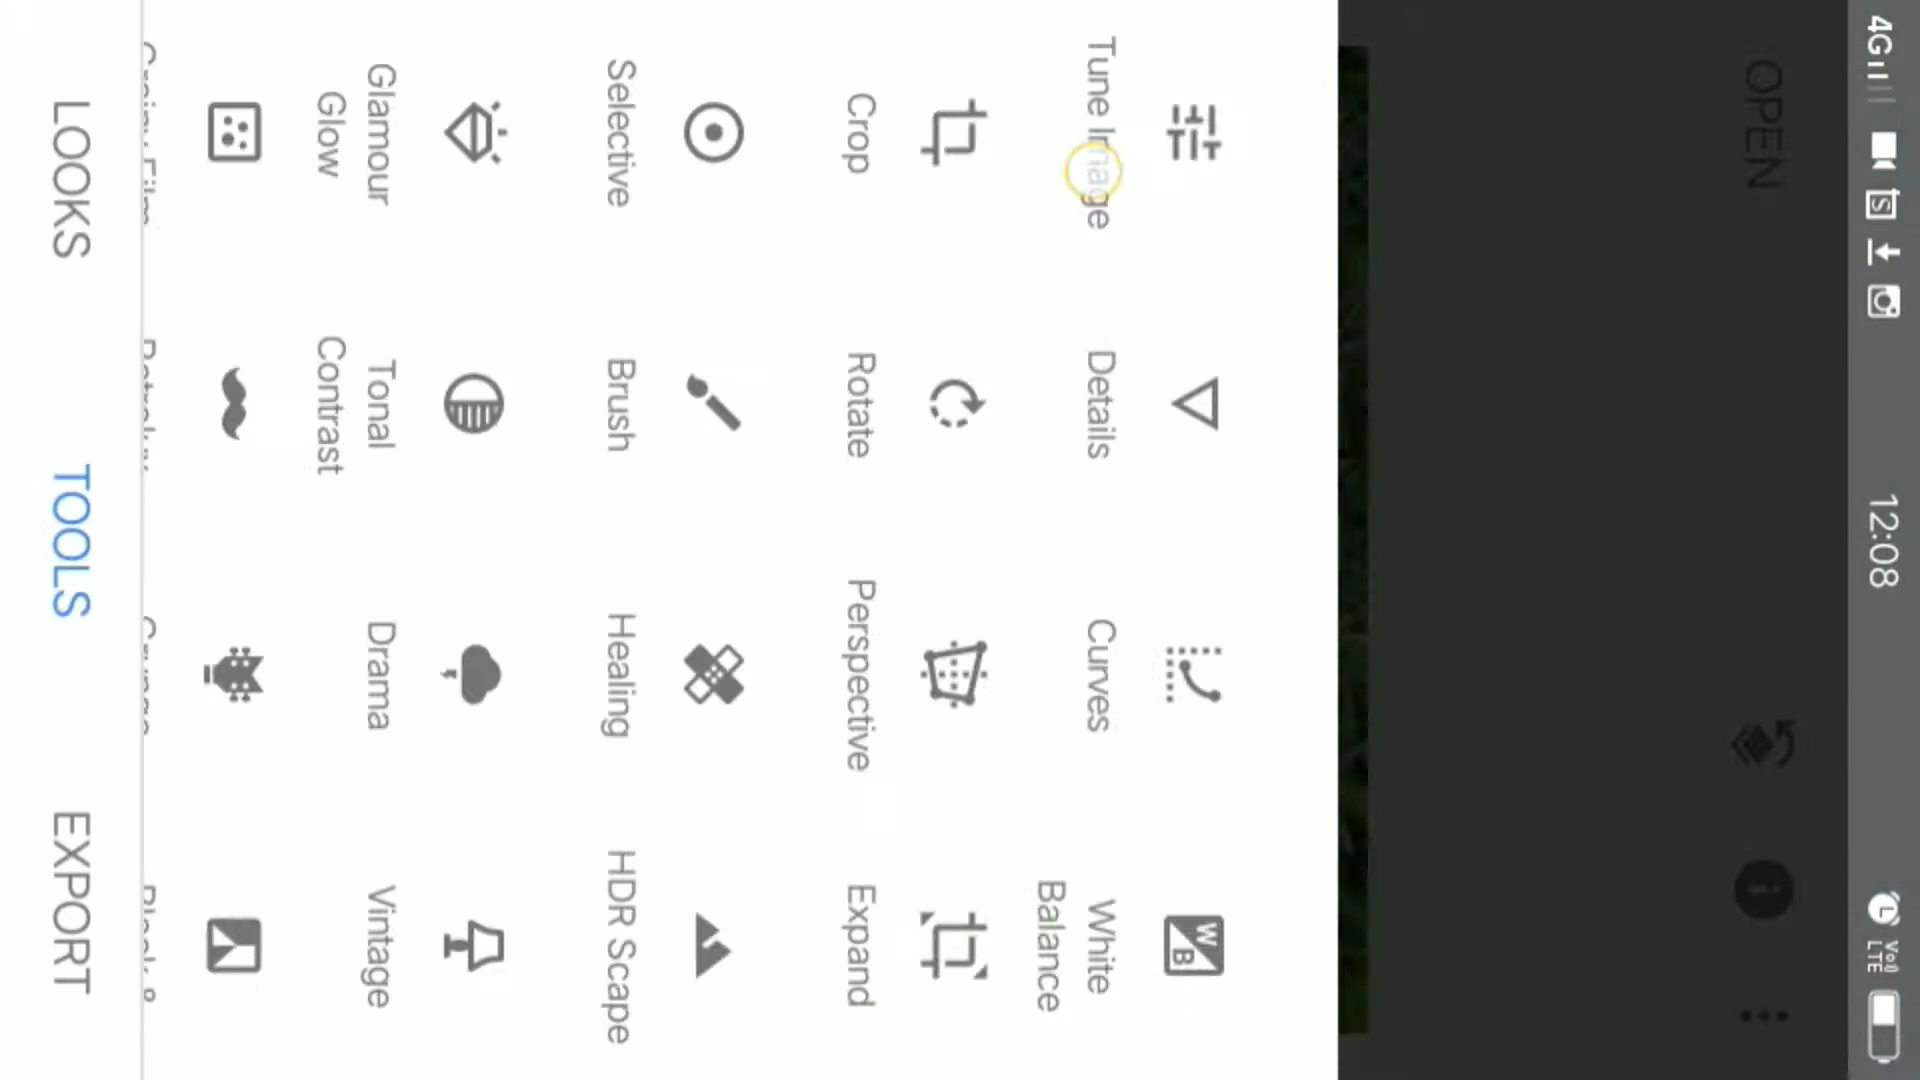 4G
12:08
VoLTE
OPEN
Tune Image
Details
Curves
White
Balance
Crop
Rotate
Perspective
Expand
Selective
Brush
Healing
HDR Scape
Glamour
Glow
Tonal
Contrast
Drama
Vintage
LOOKS
TOOLS
EXPORT